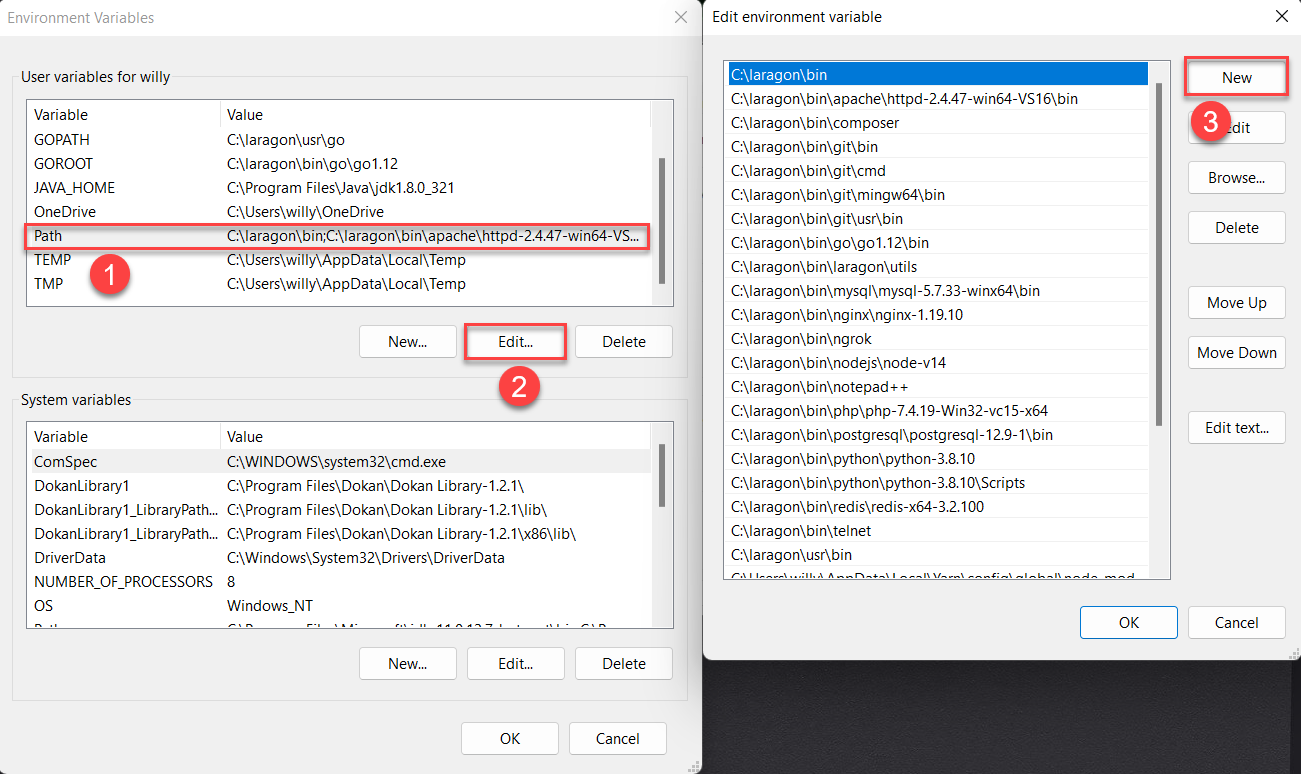 Environment Variables
User variables for willy
Variable Value
GOPATH C:\laragon\usr\go
GOROOT C:\laragon\bin\go\go1.12
JAVA_HOME C:\Program Files\Java\jdk1.8.0_321
OneDrive C:\Users\willy\OneDrive
Path C:\laragon\bin;C:\laragon\bin\apache\httpd-2.4.47-win64-VS...
TEMP C:\Users\willy\AppData\Local\Temp
TMP C:\Users\willy\AppData\Local\Temp
1
New... Edit... Delete
2
System variables
Variable Value
ComSpec C:\WINDOWS\system32\cmd.exe
DokanLibrary1 C:\Program Files\Dokan\Dokan Library-1.2.1\
DokanLibrary1_LibraryPath... C:\Program Files\Dokan\Dokan Library-1.2.1\lib\
DokanLibrary1_LibraryPath... C:\Program Files\Dokan\Dokan Library-1.2.1\x86\lib\
DriverData C:\Windows\System32\Drivers\DriverData
NUMBER_OF_PROCESSORS 8
OS Windows_NT
New... Edit... Delete
OK Cancel
Edit environment variable
C:\laragon\bin
C:\laragon\bin\apache\httpd-2.4.47-win64-VS16\bin
C:\laragon\bin\composer
C:\laragon\bin\git\bin
C:\laragon\bin\git\cmd
C:\laragon\bin\git\mingw64\bin
C:\laragon\bin\git\usr\bin
C:\laragon\bin\go\go1.12\bin
C:\laragon\bin\laragon\utils
C:\laragon\bin\mysql\mysql-5.7.33-winx64\bin
C:\laragon\bin\nginx\nginx-1.19.10
C:\laragon\bin\ngrok
C:\laragon\bin\nodejs\node-v14
C:\laragon\bin\notepad++
C:\laragon\bin\php\php-7.4.19-Win32-vc15-x64
C:\laragon\bin\postgresql\postgresql-12.9-1\bin
C:\laragon\bin\python\python-3.8.10
C:\laragon\bin\python\python-3.8.10\Scripts
C:\laragon\bin\redis\redis-x64-3.2.100
C:\laragon\bin\telnet
C:\laragon\usr\bin
C:\Users\willy\AppData\Local\Yarn\config\global\node_mod
New
3
dit
Browse...
Delete
Move Up
Move Down
Edit text...
OK Cancel